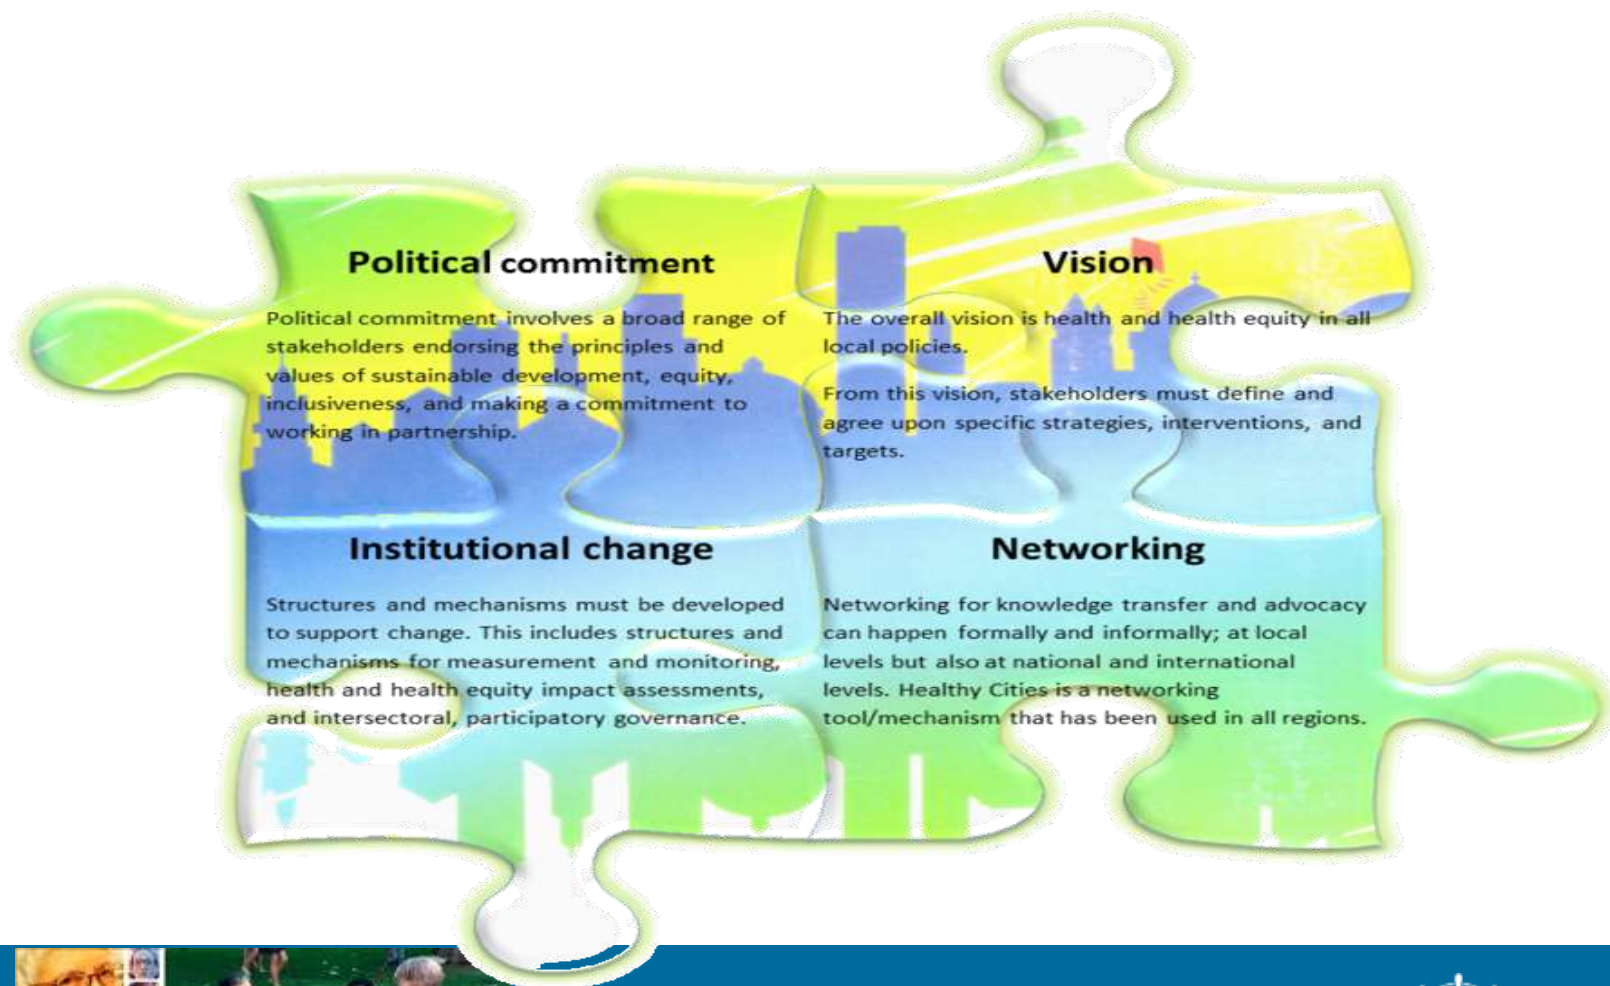 Political commitment
Political commitment involves a broad range of
stakeholders endorsing the principles and
values of sustainable development, equity,
inclusiveness, and making a commitment to
working in partnership.
Vision
The overall vision is health and health equity in all
local policies.
From this vision, stakeholders must define and
agree upon specific strategies, interventions, and
targets.
Institutional change
Structures and mechanisms must be developed
to support change. This includes structures and
mechanisms for measurement and monitoring,
health and health equity impact assessments,
and intersectoral, participatory governance.
Networking
Networking for knowledge transfer and advocacy
can happen formally and informally; at local
levels but also at national and international
levels. Healthy Cities is a networking
tool/mechanism that has been used in all regions.